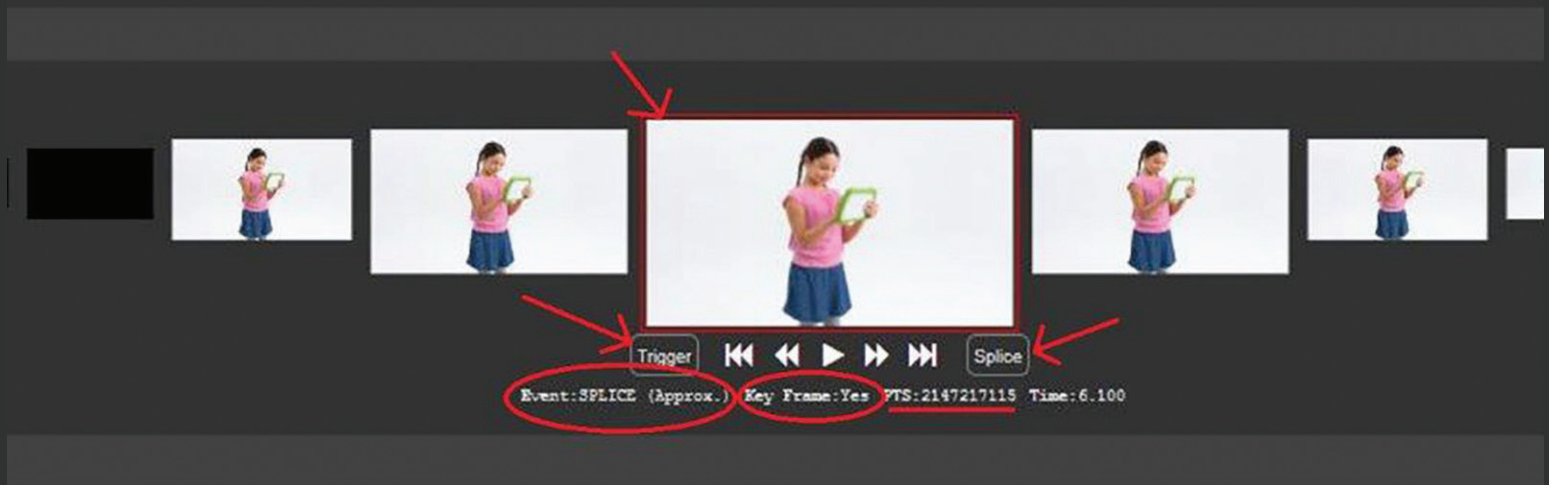 Trigger Splice
Event:SPLICE (Approx.) Key Frame:Yes PTS:2147217115 Time:6.100